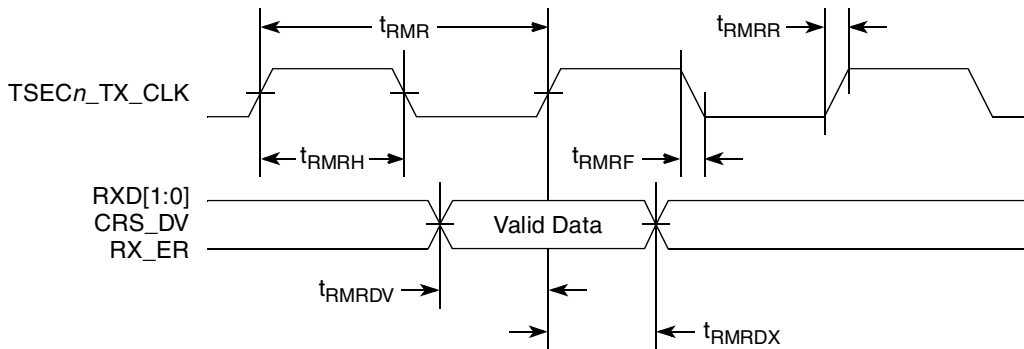 tRMR
tRMRR
TSECn_TX_CLK
tRMRH
tRMRF
RXD[1:0]
CRS_DV
Valid Data
RX_ER
tRMRDV
tRMRDX